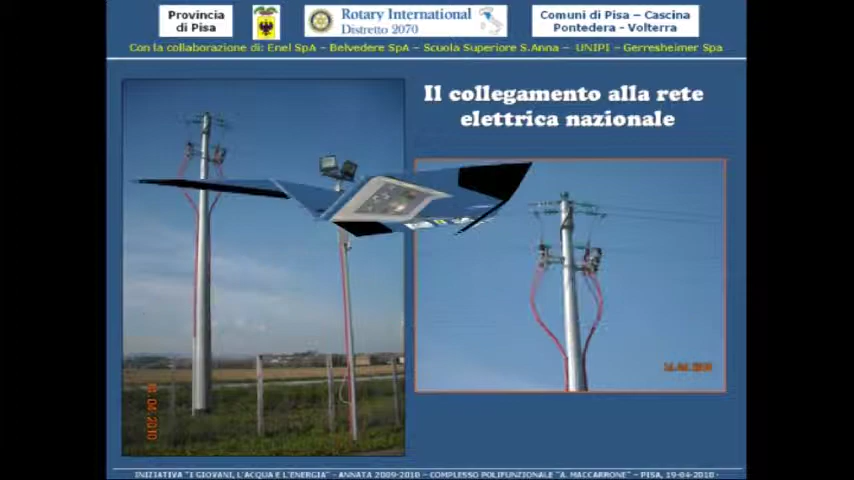 Provincia
di Pisa
Rotary International
Distretto 2070
Comuni di Pisa – Cascina
Pontedera - Volterra
Con la collaborazione di: Enel SpA – Belvedere SpA – Scuola Superiore S.Anna – UNIPI – Gerresheimer Spa
Il collegamento alla rete
elettrica nazionale
INIZIATIVA "I GIOVANI, L'ACQUA E L'ENERGIA" - ANNATA 2009-2010 – COMPLESSO POLIFUNZIONALE "A. MACCARRONE" – PISA, 19-04-2010 -